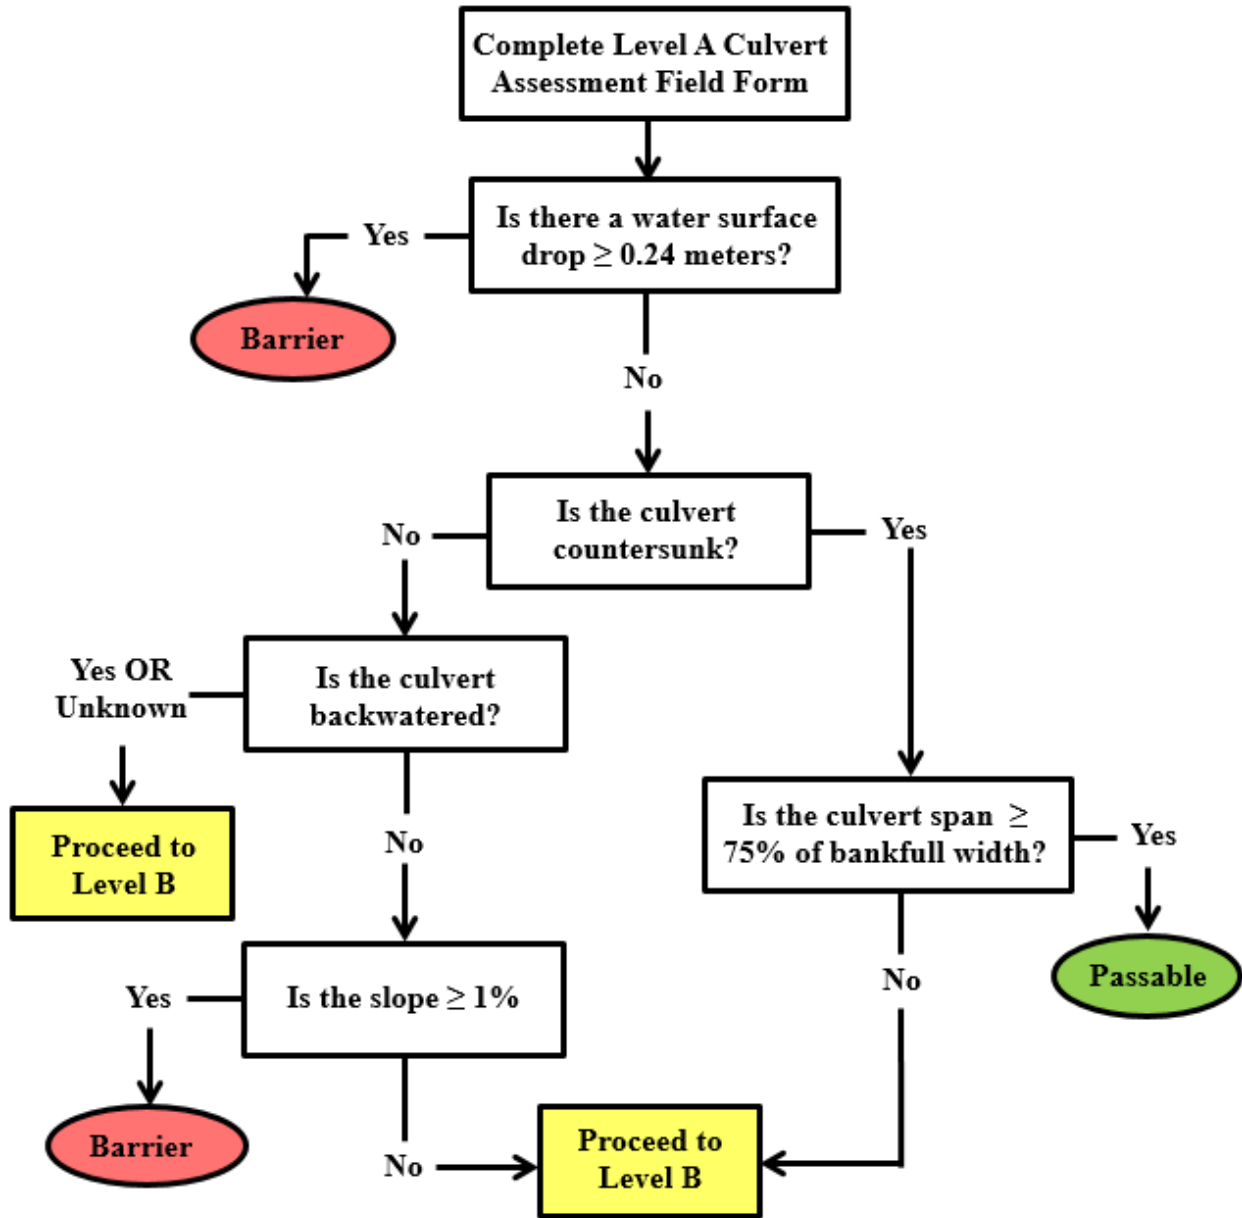 Complete Level A Culvert
Assessment Field Form
Is there a water surface
drop ≥ 0.24 meters?
Yes
Barrier
No
Is the culvert
countersunk?
No
Yes
Is the culvert
backwatered?
Yes OR
Unknown
Proceed to
Level B
No
Is the culvert span ≥
75% of bankfull width?
Yes
Passable
No
Is the slope ≥ 1%
Yes
Barrier
No
Proceed to
Level B